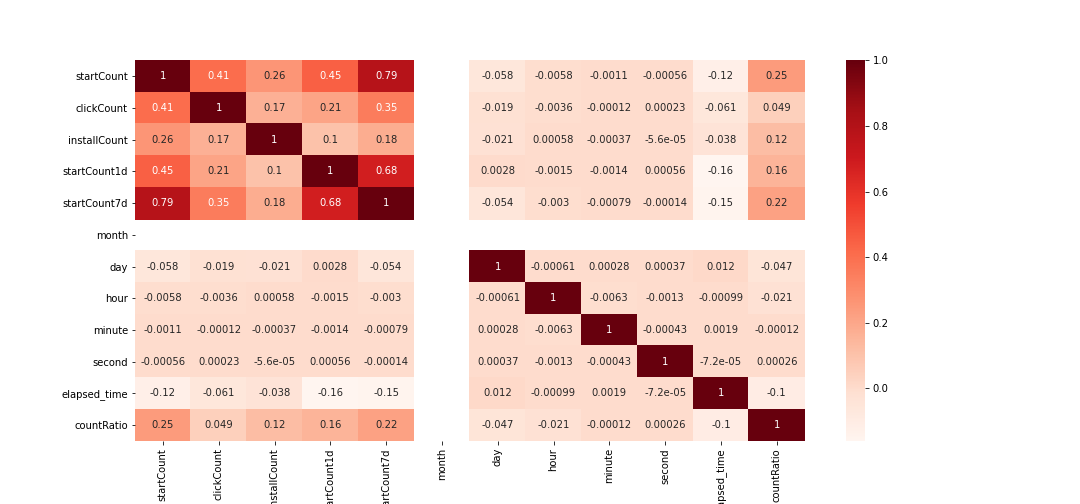 startCount 1 0.41 0.26 0.45 0.79 -0.058 -0.0058 -0.0011 -0.00056 -0.12 0.25 1.0
clickCount 0.41 1 0.17 0.21 0.35 -0.019 -0.0036 -0.00012 0.00023 -0.061 0.049
0.8
installCount 0.26 0.17 1 0.1 0.18 -0.021 0.00058 -0.00037 -5.6e-05 -0.038 0.12
startCount1d 0.45 0.21 0.1 1 0.68 0.0028 -0.0015 -0.0014 0.00056 -0.16 0.16
0.6
startCount7d 0.79 0.35 0.18 0.68 1 -0.054 -0.003 -0.00079 -0.00014 -0.15 0.22
month
0.4
day -0.058 -0.019 -0.021 0.0028 -0.054 1 -0.00061 0.00028 0.00037 0.012 -0.047
hour -0.0058 -0.0036 0.00058 -0.0015 -0.003 -0.00061 1 -0.0063 -0.0013 -0.00099 -0.021
0.2
minute -0.0011 -0.00012 -0.00037 -0.0014 -0.00079 0.00028 -0.0063 1 -0.00043 0.0019 -0.00012
second -0.00056 0.00023 -5.6e-05 0.00056 -0.00014 0.00037 -0.0013 -0.00043 1 -7.2e-05 0.00026
0.0
elapsed_time -0.12 -0.061 -0.038 -0.16 -0.15 0.012 -0.00099 0.0019 -7.2e-05 1 -0.1
countRatio 0.25 0.049 0.12 0.16 0.22 -0.047 -0.021 -0.00012 0.00026 -0.1 1
startCount
clickCount
nstallCount
artCount1d
artCount7d
month
day
hour
minute
second
psed_time
countRatio